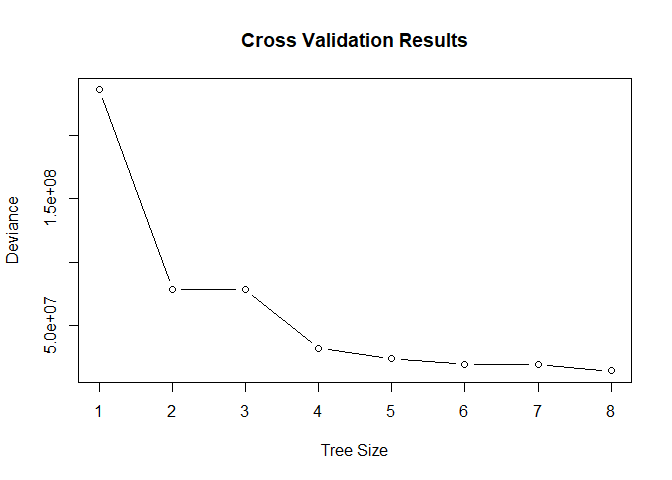 Cross Validation Results
Deviance
1.5e+08
5.0e+07
1 2 3 4 5 6 7 8
Tree Size